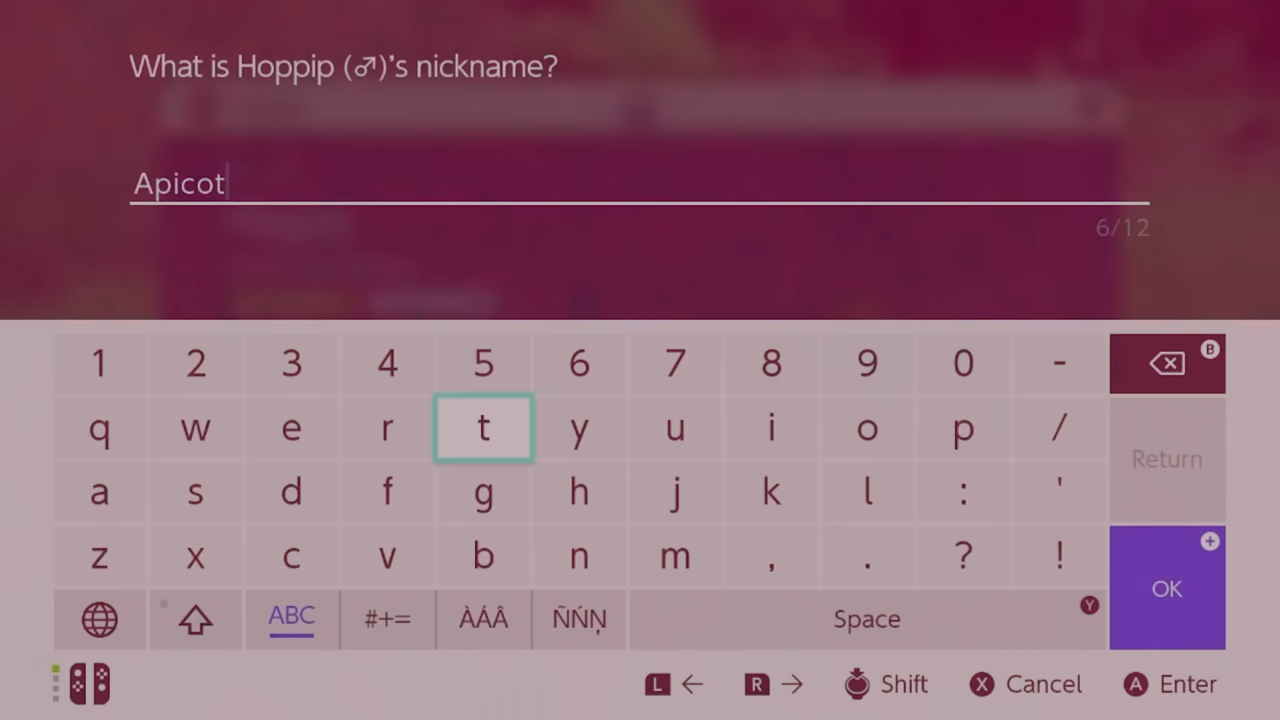 What is Hoppip (♂)'s nickname?
Apicot
6/12
1 2 3 4 5 6 7 8 9 0 - B
q w e r t y u i o p / Return
a s d f g h j k l : '
z x c v b n m , . ? ! + OK
ABC #+= ÀÁÂ ÑŃŅ Space Y
L ← R → Shift X Cancel A Enter